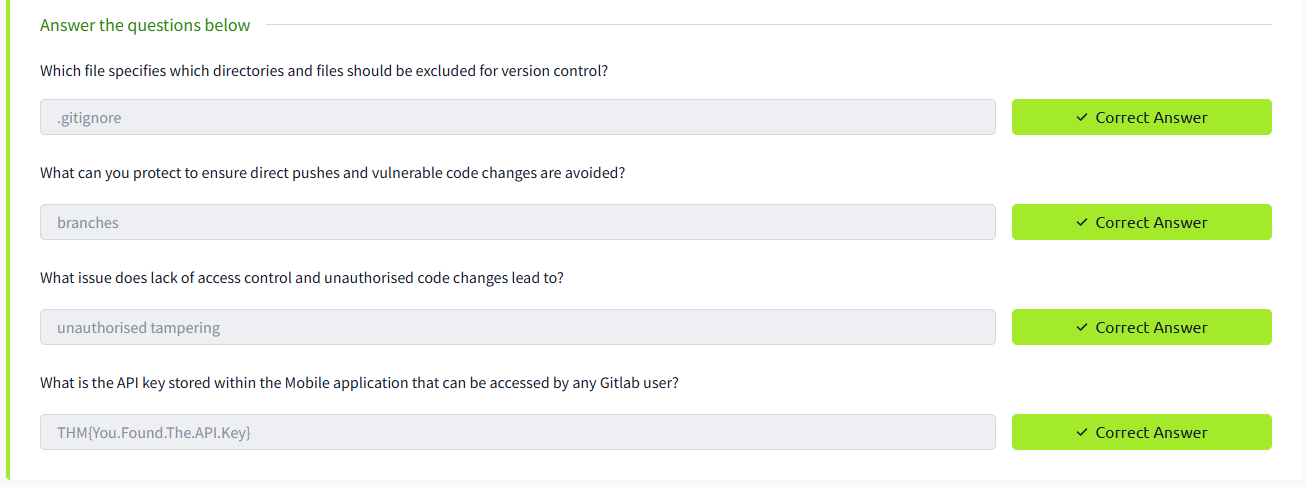 Answer the questions below
Which file specifies which directories and files should be excluded for version control?
.gitignore
✓ Correct Answer
What can you protect to ensure direct pushes and vulnerable code changes are avoided?
branches
✓ Correct Answer
What issue does lack of access control and unauthorised code changes lead to?
unauthorised tampering
✓ Correct Answer
What is the API key stored within the Mobile application that can be accessed by any Gitlab user?
THM{You.Found.The.API.Key}
✓ Correct Answer